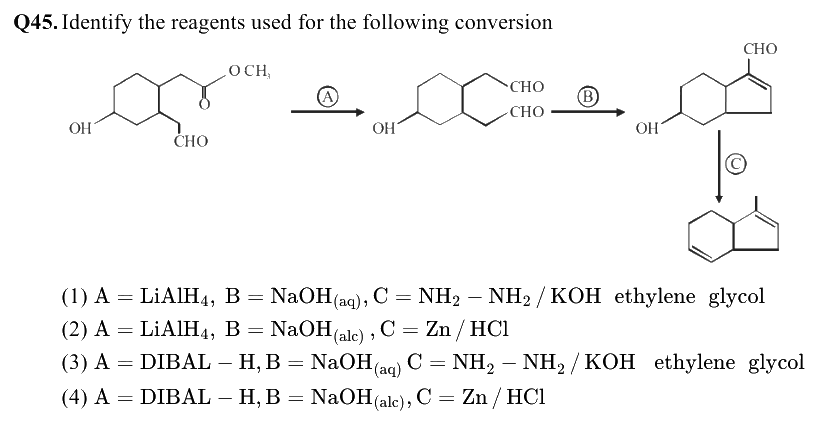 Q45. Identify the reagents used for the following conversion
CHO
O CH₃
O
OH
CHO
A
CHO
CHO
OH
B
OH
C
(1) A = LiAlH₄, B = NaOH₍aq₎, C = NH₂ − NH₂ / KOH ethylene glycol
(2) A = LiAlH₄, B = NaOH₍alc₎ , C = Zn / HCl
(3) A = DIBAL − H, B = NaOH₍aq₎ C = NH₂ − NH₂ / KOH ethylene glycol
(4) A = DIBAL − H, B = NaOH₍alc₎, C = Zn / HCl